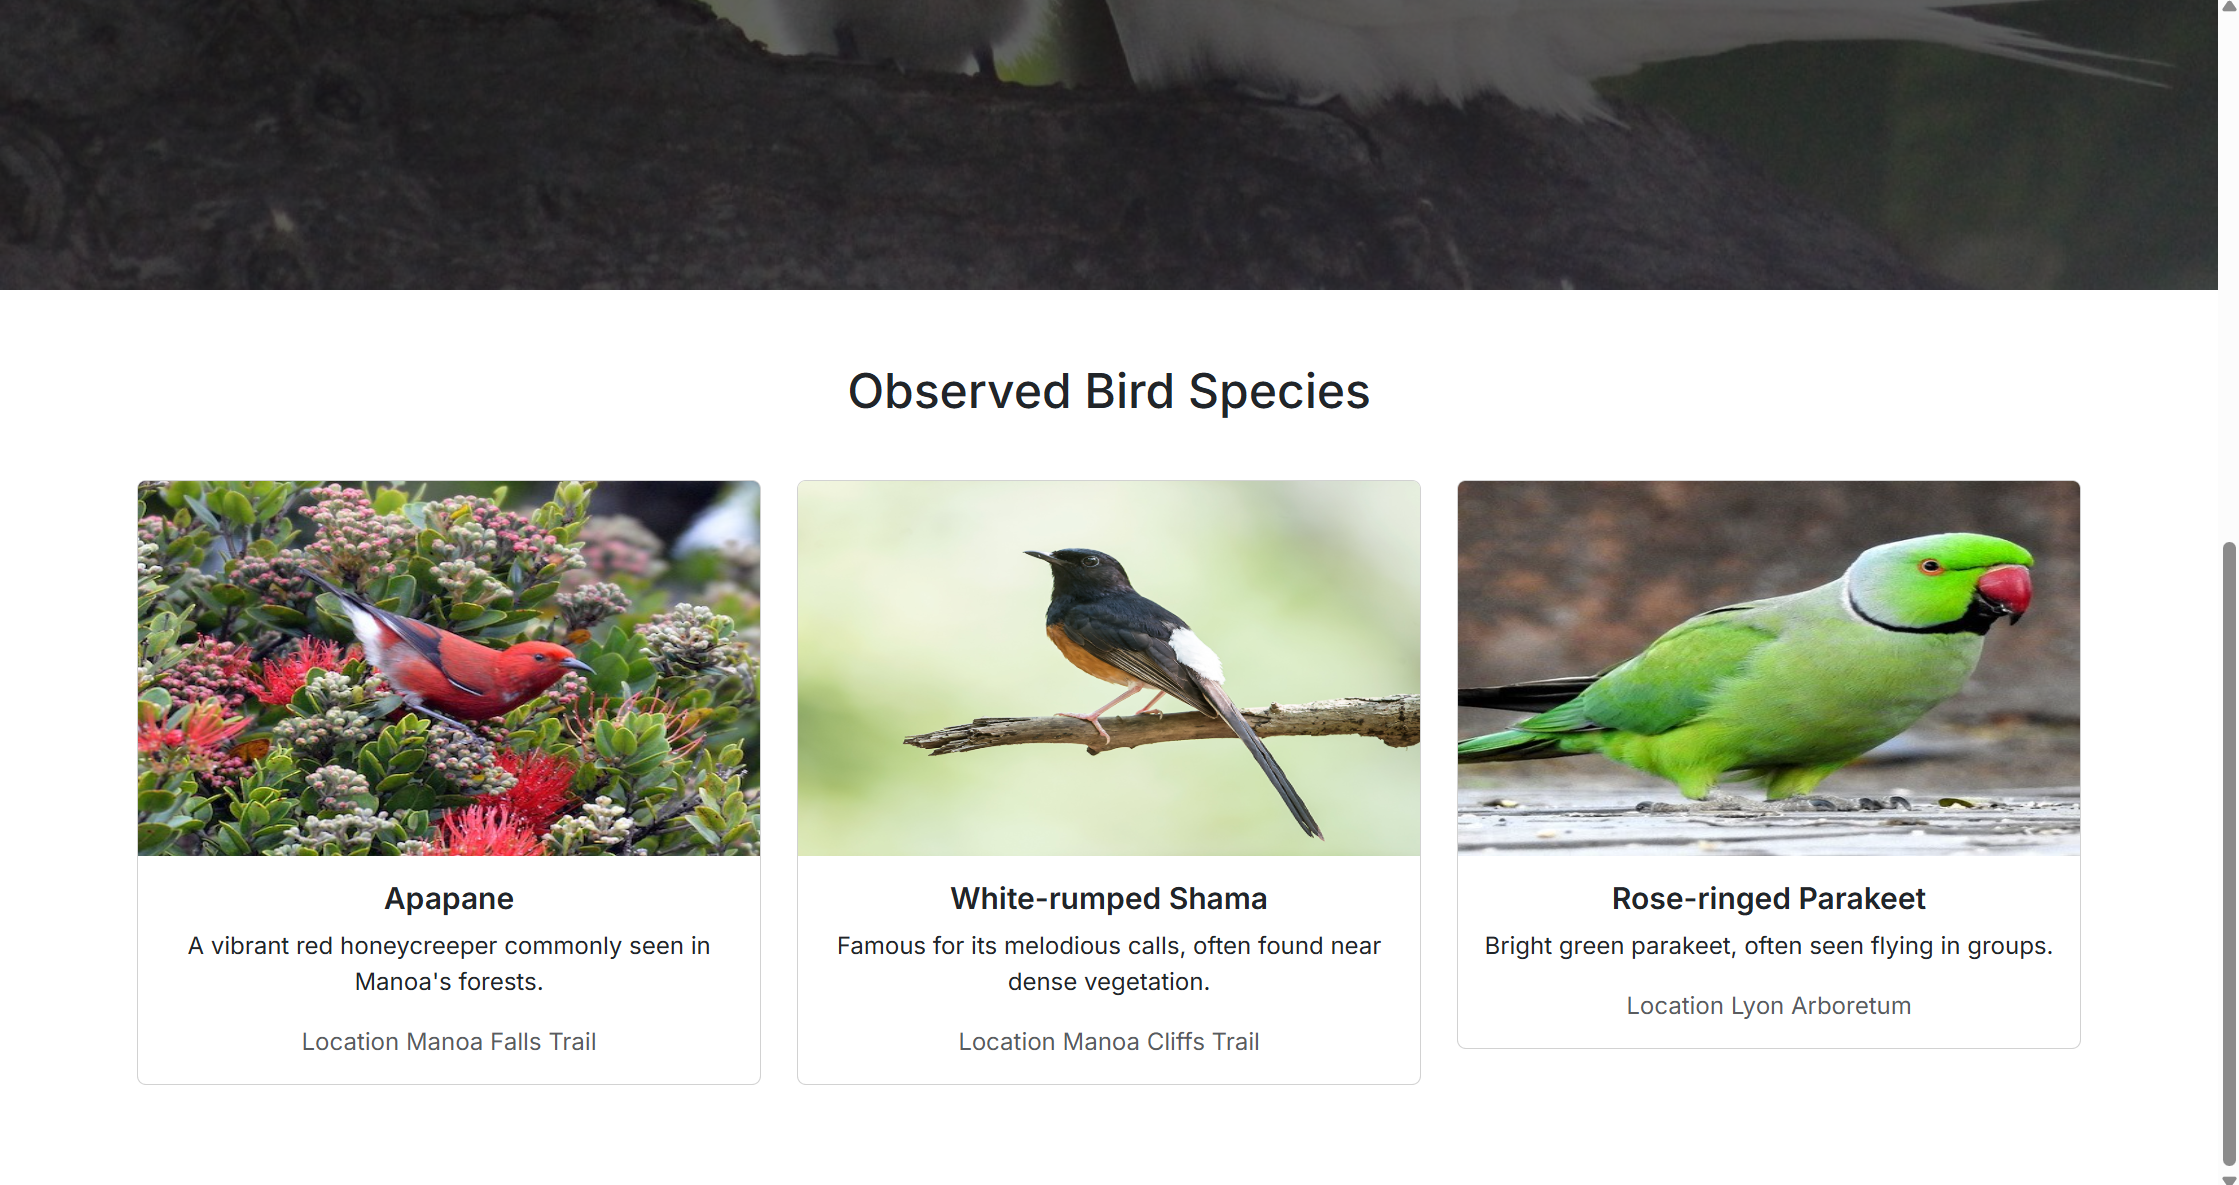 Observed Bird Species
Apapane
A vibrant red honeycreeper commonly seen in
Manoa's forests.
Location Manoa Falls Trail
White-rumped Shama
Famous for its melodious calls, often found near
dense vegetation.
Location Manoa Cliffs Trail
Rose-ringed Parakeet
Bright green parakeet, often seen flying in groups.
Location Lyon Arboretum